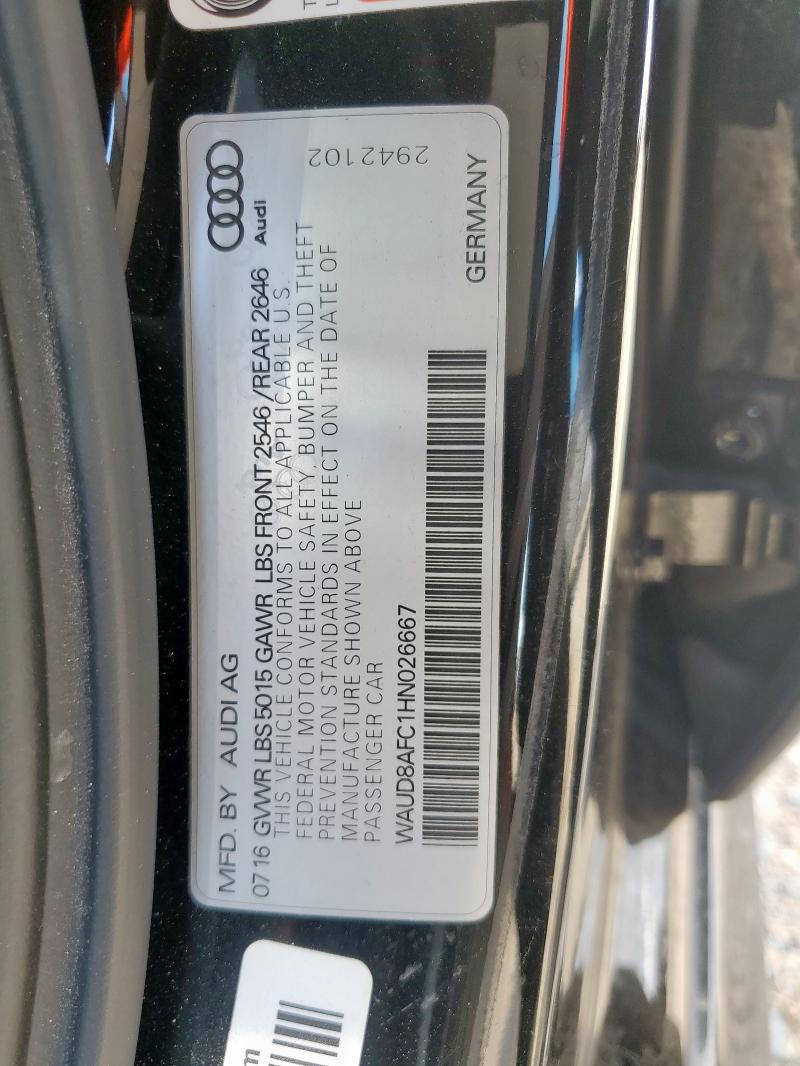 MFD. BY AUDI AG
Audi
07 16 GVWR LBS 5015 GAWR LBS FRONT 2546 /REAR 2646
THIS VEHICLE CONFORMS TO ALL APPLICABLE U.S.
FEDERAL MOTOR VEHICLE SAFETY, BUMPER AND THEFT
PREVENTION STANDARDS IN EFFECT ON THE DATE OF
MANUFACTURE SHOWN ABOVE
PASSENGER CAR
2942102
WAUD8AFC1HN026667
GERMANY